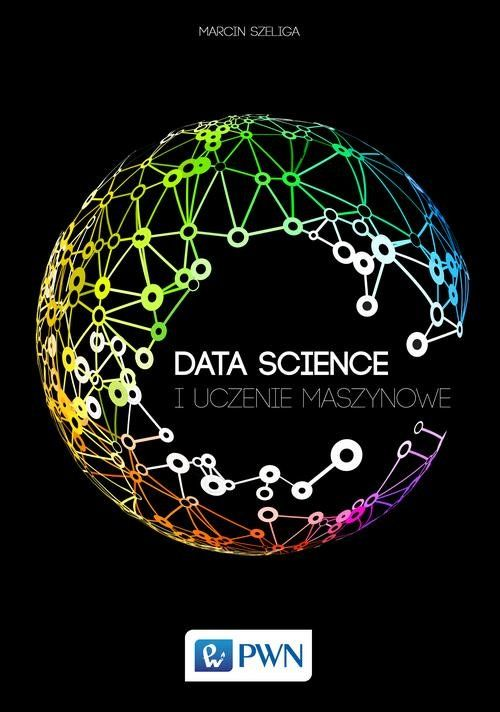 MARCIN SZELIGA
DATA SCIENCE
I UCZENIE MASZYNOWE
PWN